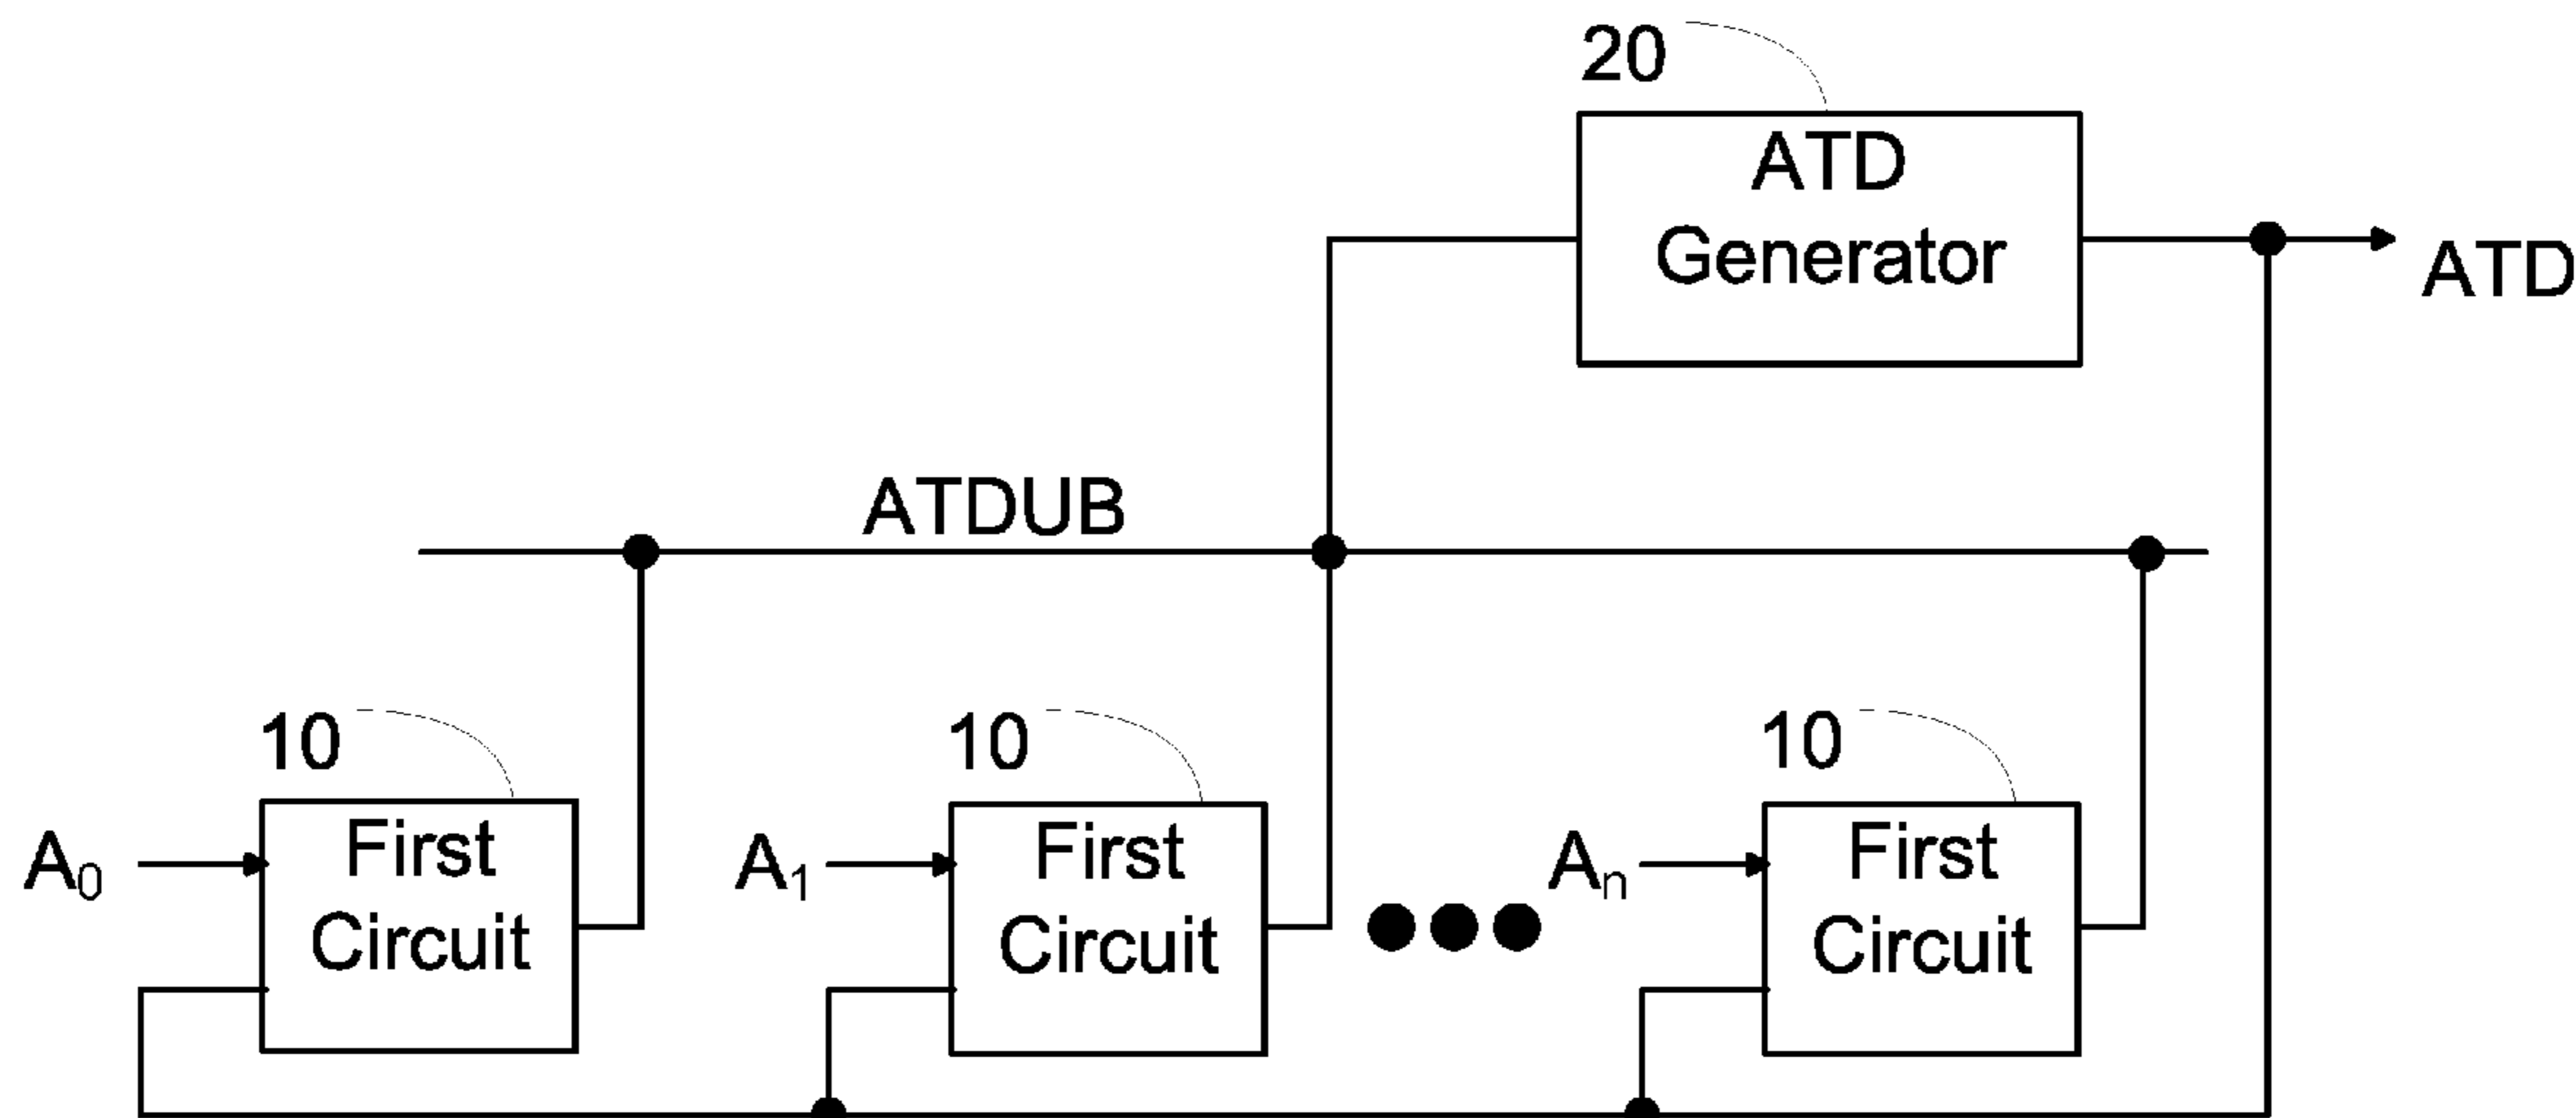 20
ATD
Generator
ATD
ATDUB
10
10
10
A₀
First
Circuit
A₁
First
Circuit
Aₙ
First
Circuit